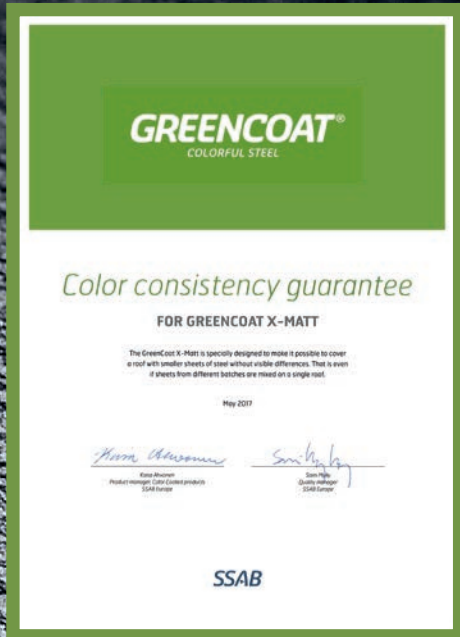 GREENCOAT®
COLORFUL STEEL
Color consistency guarantee
FOR GREENCOAT X-MATT
The GreenCoat X-Matt is specially designed to make it possible to cover
a roof with smaller sheets of steel without visible differences. That is even
if sheets from different batches are mixed on a single roof.
May 2017
Product manager, Color Coated products
SSAB Europe
Quality manager
SSAB Europe
SSAB